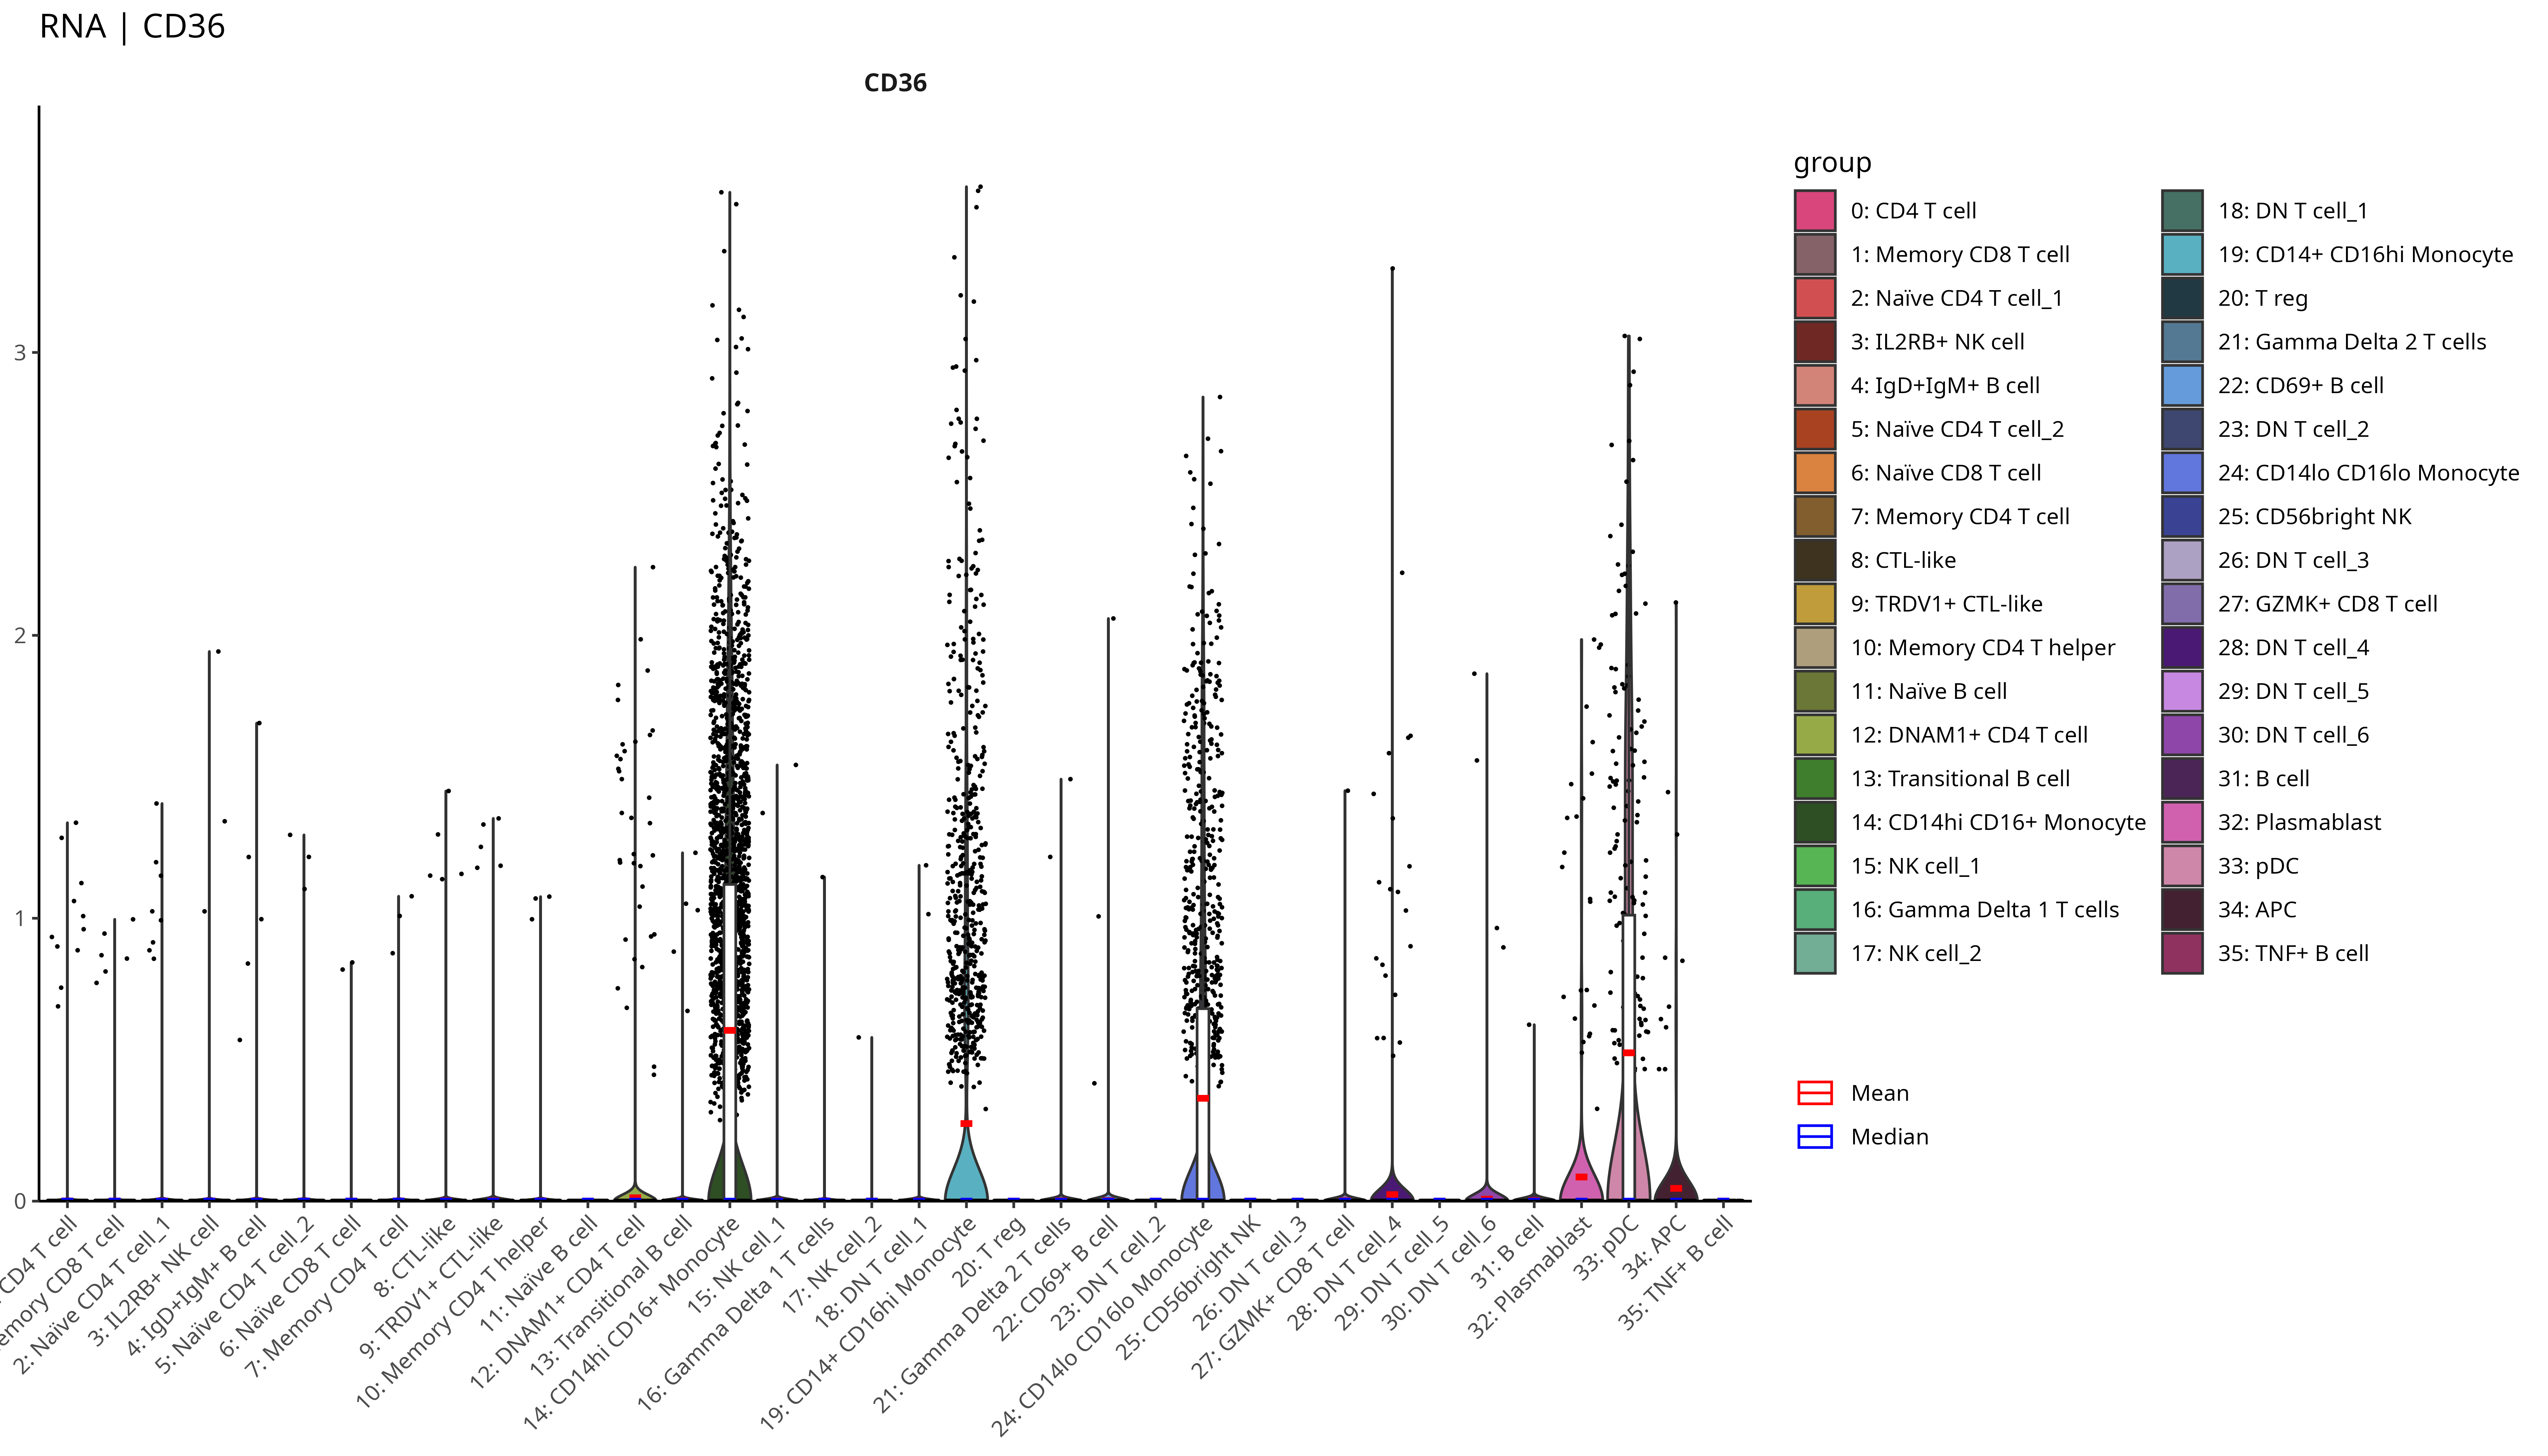 RNA | CD36
CD36
3
2
1
0
CD4 T cell
CD8 T cell
2: Naïve CD4 T cell_1
3: IL2RB+ NK cell
4: IgD+IgM+ B cell
5: Naïve CD4 T cell_2
6: Naïve CD8 T cell
7: Memory CD4 T cell
8: CTL-like
9: TRDV1+ CTL-like
10: Memory CD4 T helper
11: Naïve B cell
12: DNAM1+ CD4 T cell
13: Transitional B cell
14: CD14hi CD16+ Monocyte
15: NK cell_1
16: Gamma Delta 1 T cells
17: NK cell_2
18: DN T cell_1
19: CD14+ CD16hi Monocyte
20: T reg
21: Gamma Delta 2 T cells
22: CD69+ B cell
23: DN T cell_2
24: CD14lo CD16lo Monocyte
25: CD56bright NK
26: DN T cell_3
27: GZMK+ CD8 T cell
28: DN T cell_4
29: DN T cell_5
30: DN T cell_6
31: B cell
32: Plasmablast
33: pDC
34: APC
35: TNF+ B cell
group
0: CD4 T cell
1: Memory CD8 T cell
2: Naïve CD4 T cell_1
3: IL2RB+ NK cell
4: IgD+IgM+ B cell
5: Naïve CD4 T cell_2
6: Naïve CD8 T cell
7: Memory CD4 T cell
8: CTL-like
9: TRDV1+ CTL-like
10: Memory CD4 T helper
11: Naïve B cell
12: DNAM1+ CD4 T cell
13: Transitional B cell
14: CD14hi CD16+ Monocyte
15: NK cell_1
16: Gamma Delta 1 T cells
17: NK cell_2
18: DN T cell_1
19: CD14+ CD16hi Monocyte
20: T reg
21: Gamma Delta 2 T cells
22: CD69+ B cell
23: DN T cell_2
24: CD14lo CD16lo Monocyte
25: CD56bright NK
26: DN T cell_3
27: GZMK+ CD8 T cell
28: DN T cell_4
29: DN T cell_5
30: DN T cell_6
31: B cell
32: Plasmablast
33: pDC
34: APC
35: TNF+ B cell
Mean
Median